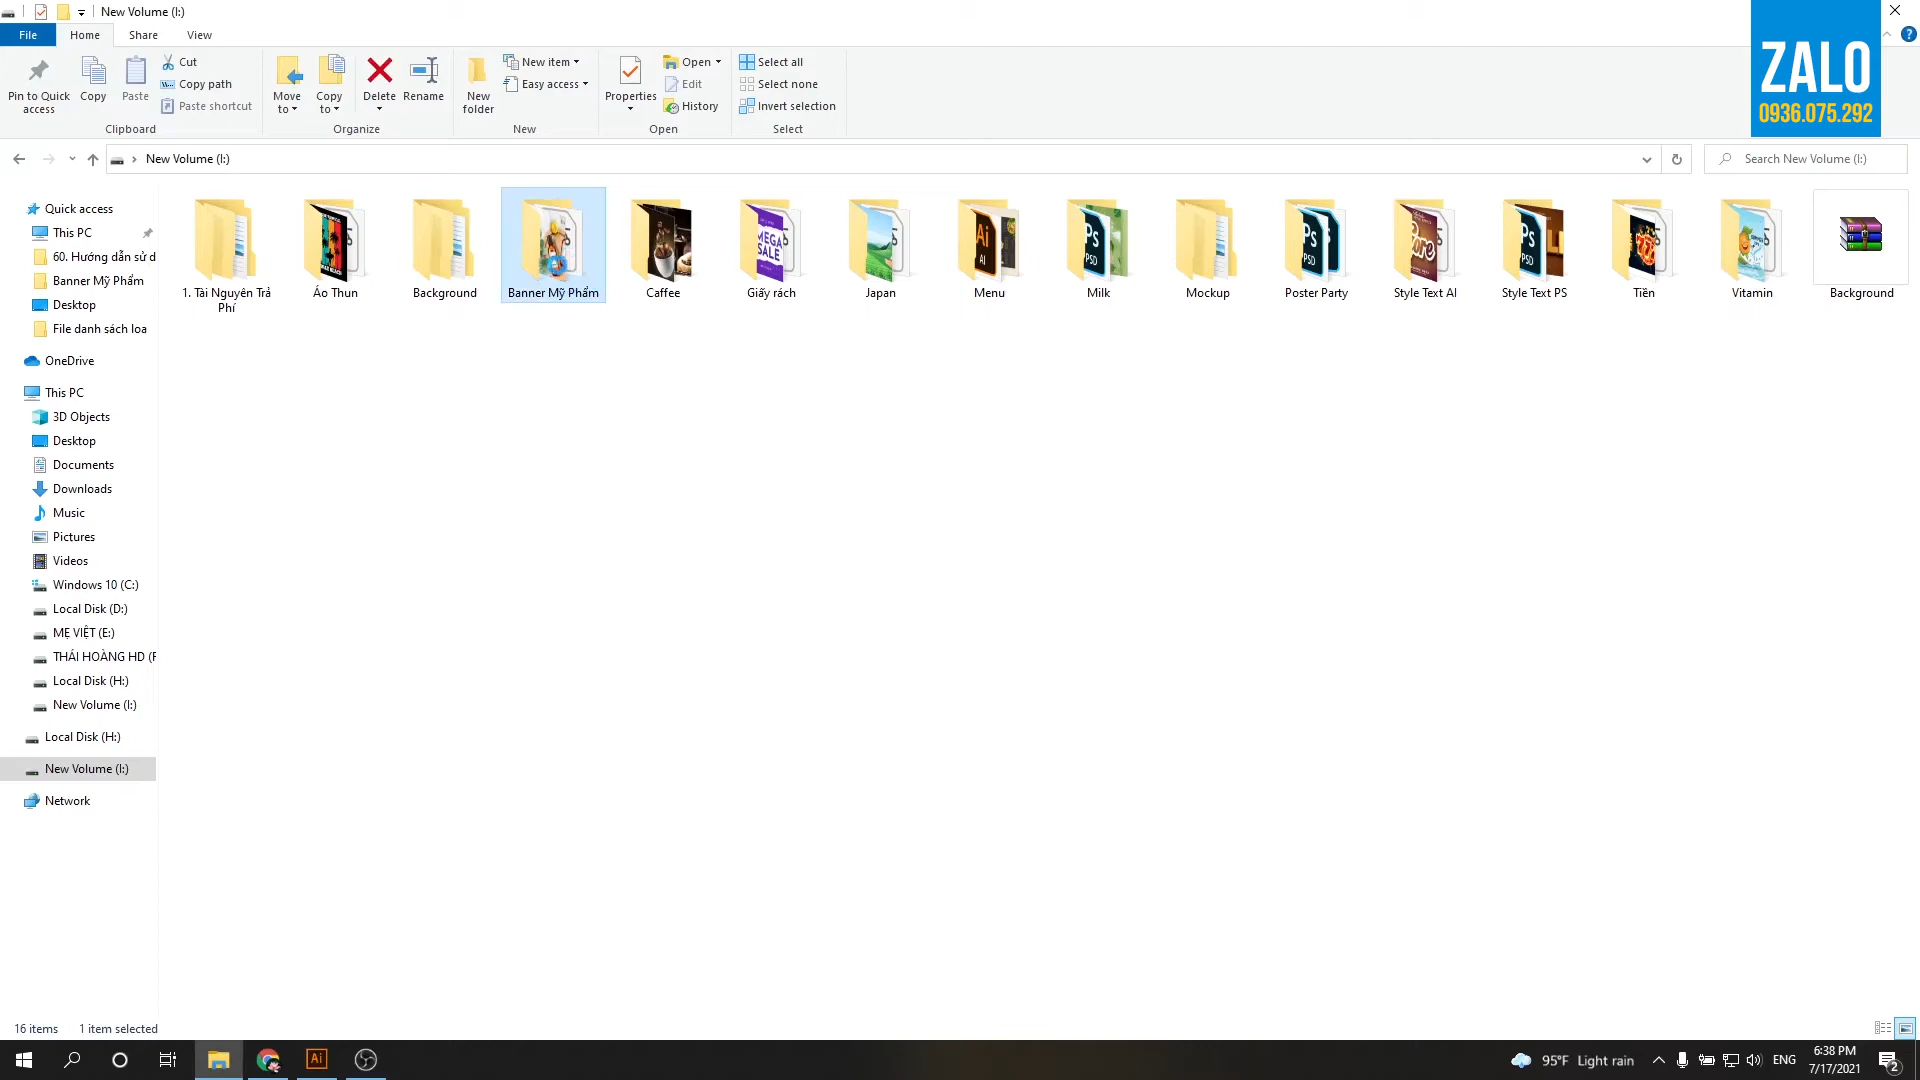 New Volume (I:)
File
Home
Share
View
Pin to Quick
access
Copy
Paste
Cut
Copy path
Paste shortcut
Clipboard
Move
to
Copy
to
Delete
Rename
Organize
New
folder
New item
Easy access
New
Properties
Open
Edit
History
Open
Select all
Select none
Invert selection
Select
ZALO
0936.075.292
New Volume (I:)
Search New Volume (I:)
Quick access
This PC
60. Hướng dẫn sử d
Banner Mỹ Phẩm
Desktop
File danh sách loa
OneDrive
This PC
3D Objects
Desktop
Documents
Downloads
Music
Pictures
Videos
Windows 10 (C:)
Local Disk (D:)
MẸ VIỆT (E:)
THÁI HOÀNG HD (F
Local Disk (H:)
New Volume (I:)
Local Disk (H:)
New Volume (I:)
Network
1. Tài Nguyên Trả
Phí
Áo Thun
Background
Banner Mỹ Phẩm
Caffee
MEGA
SALE
Giấy rách
Japan
Ai
AI
Menu
Ps
PSD
Milk
Mockup
Ps
PSD
Poster Party
Style Text AI
Ps
PSD
Style Text PS
Tiền
Vitamin
Background
16 items
1 item selected
Ai
95°F Light rain
ENG
6:38 PM
7/17/2021
2